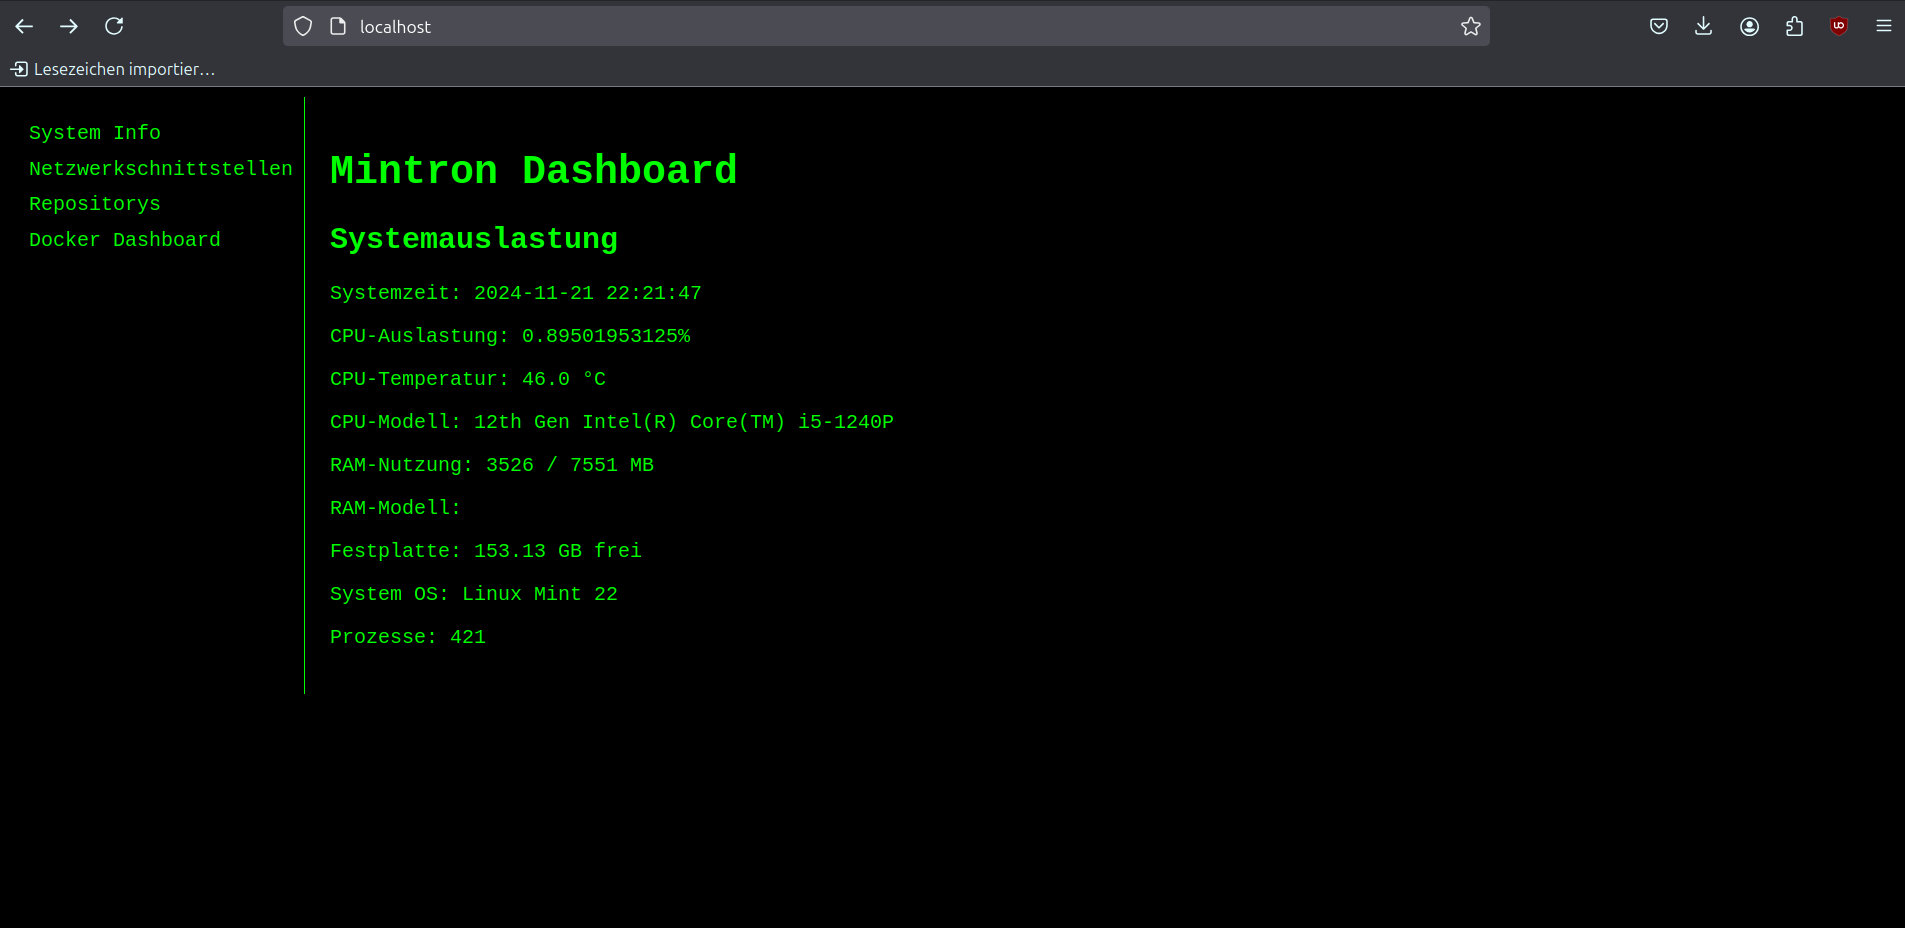 localhost
Lesezeichen importier…
System Info
Netzwerkschnittstellen
Repositorys
Docker Dashboard
Mintron Dashboard
Systemauslastung
Systemzeit: 2024-11-21 22:21:47
CPU-Auslastung: 0.89501953125%
CPU-Temperatur: 46.0 °C
CPU-Modell: 12th Gen Intel(R) Core(TM) i5-1240P
RAM-Nutzung: 3526 / 7551 MB
RAM-Modell:
Festplatte: 153.13 GB frei
System OS: Linux Mint 22
Prozesse: 421